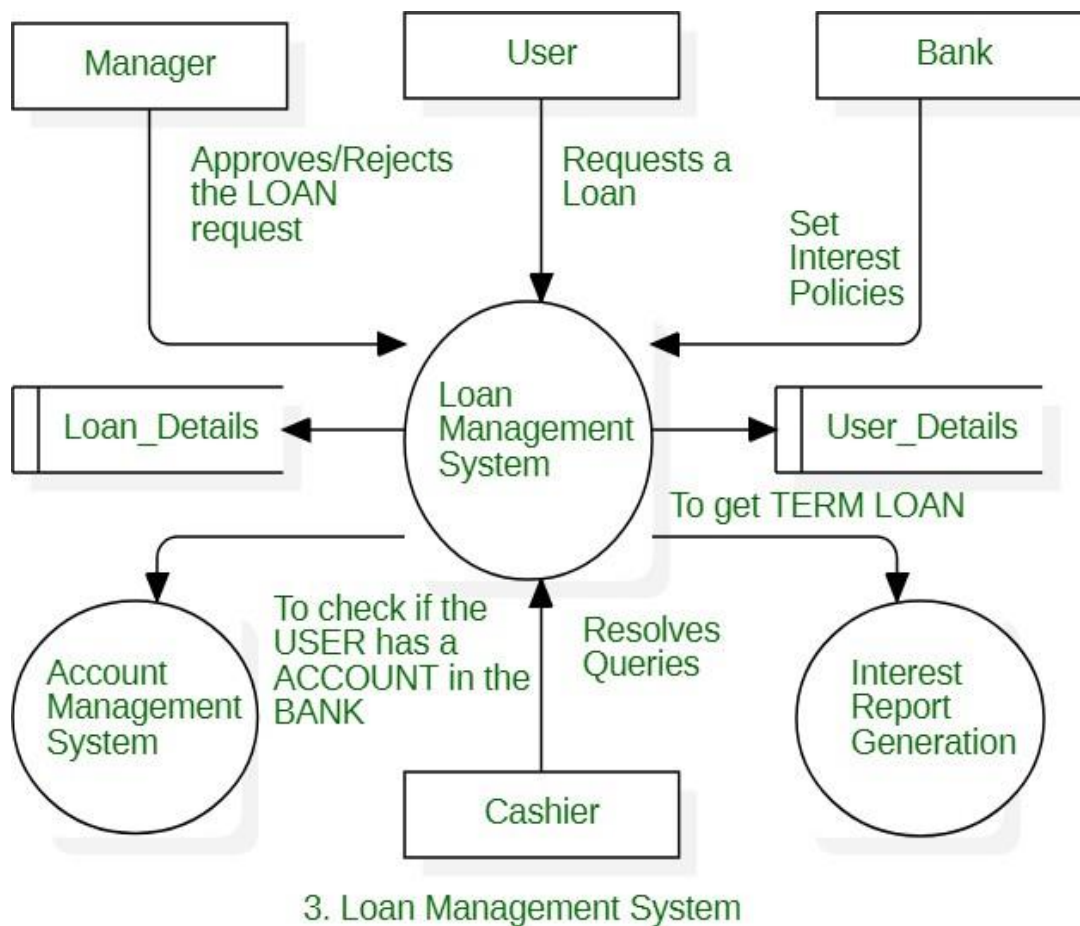 Manager
User
Bank
Approves/Rejects
the LOAN
request
Requests a
Loan
Set
Interest
Policies
Loan_Details
Loan
Management
System
User_Details
To get TERM LOAN
Account
Management
System
To check if the
USER has a
ACCOUNT in the
BANK
Resolves
Queries
Interest
Report
Generation
Cashier
3. Loan Management System